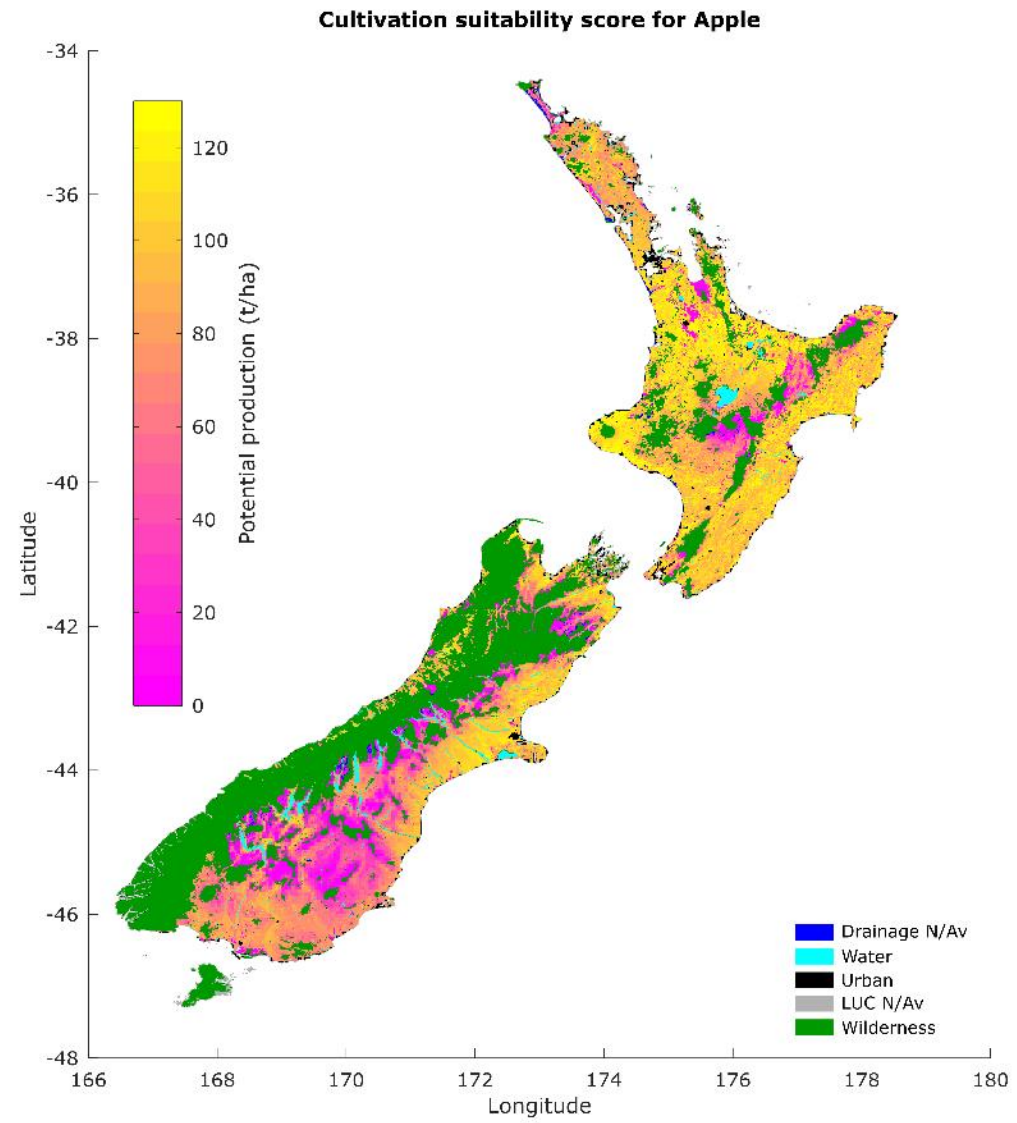 Cultivation suitability score for Apple
-34
-36
-38
-40
-42
-44
-46
-48
Latitude
120
100
80
60
40
20
0
Potential production (t/ha)
Drainage N/Av
Water
Urban
LUC N/Av
Wilderness
166
168
170
172
174
176
178
180
Longitude